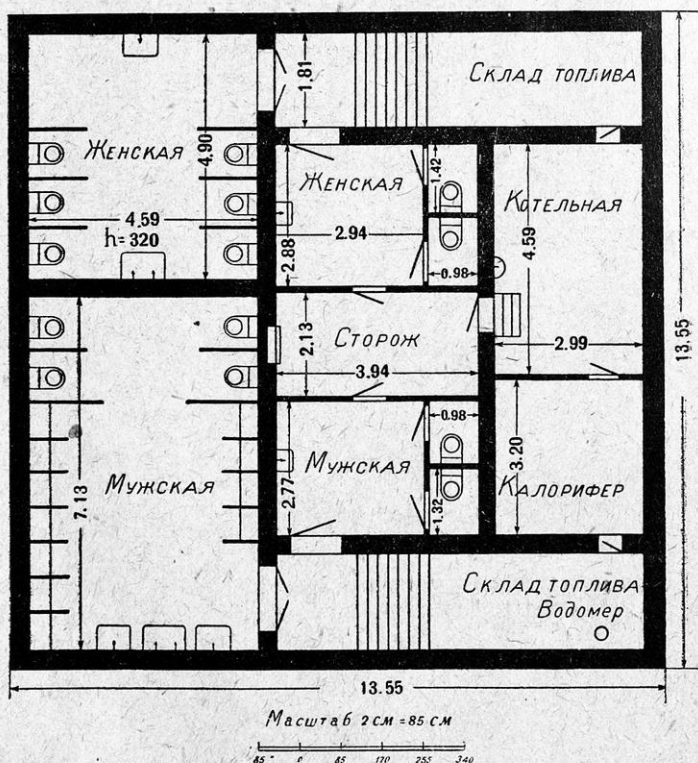 СКЛАД ТОПЛИВА
1.81
ЖЕНСКАЯ
4.90
4.59
h=320
ЖЕНСКАЯ
1.42
2.94
2.88
0.98
КОТЕЛЬНАЯ
4.59
2.99
13.55
СТОРОЖ
2.13
3.94
МУЖСКАЯ
7.13
МУЖСКАЯ
2.77
0.98
1.32
3.20
КАЛОРИФЕР
СКЛАД ТОПЛИВА
Водомер
13.55
Масштаб 2 см = 85 см
85 0 85 170 255 340